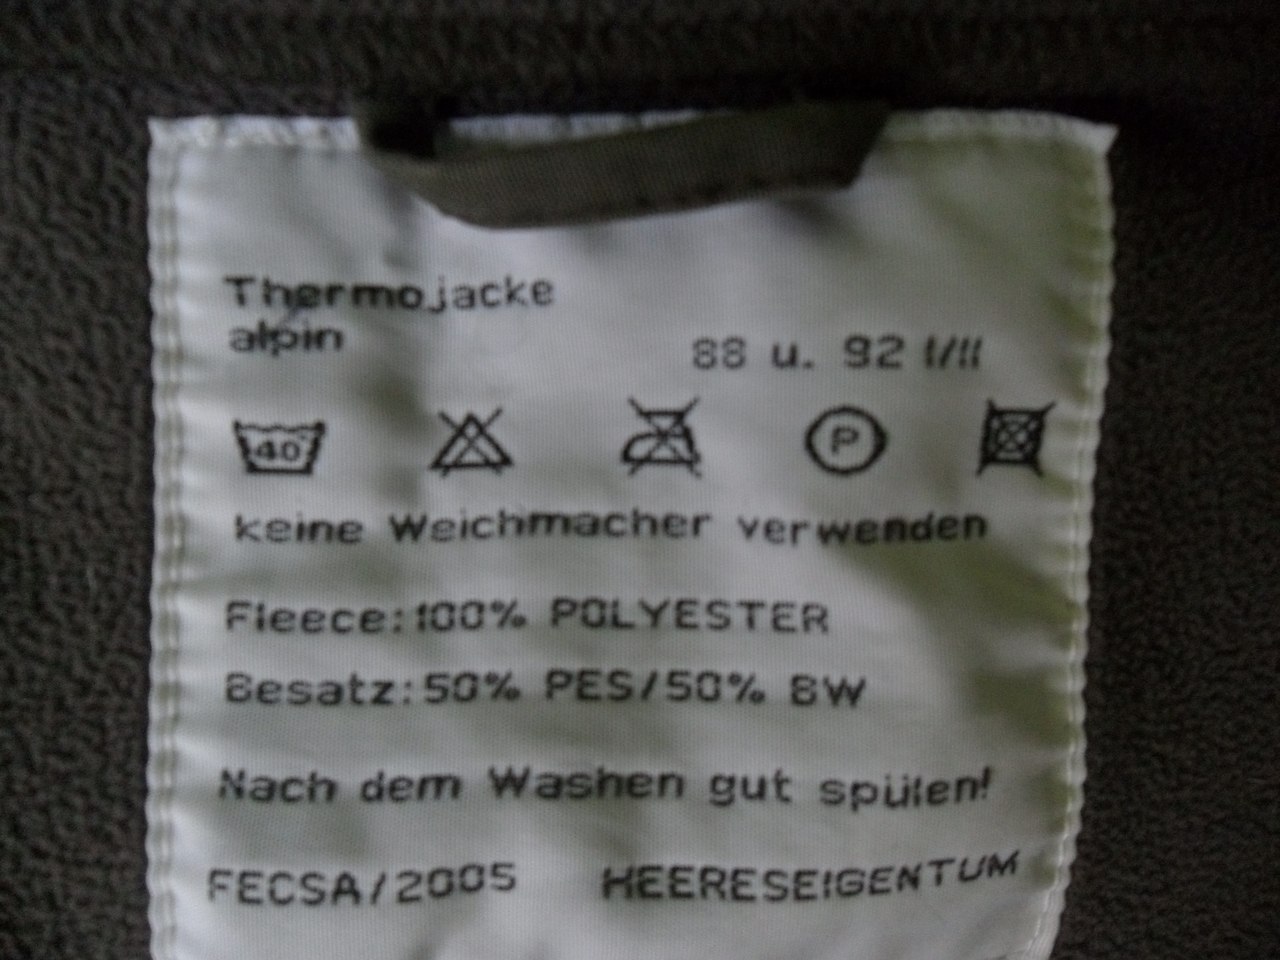 Thermojacke
alpin
88 u. 92 I/II
40
P
keine Weichmacher verwenden
Fleece:100% POLYESTER
Besatz:50% PES/50% BW
Nach dem Washen gut spülen!
FECSA/2005 HEERESEIGENTUM